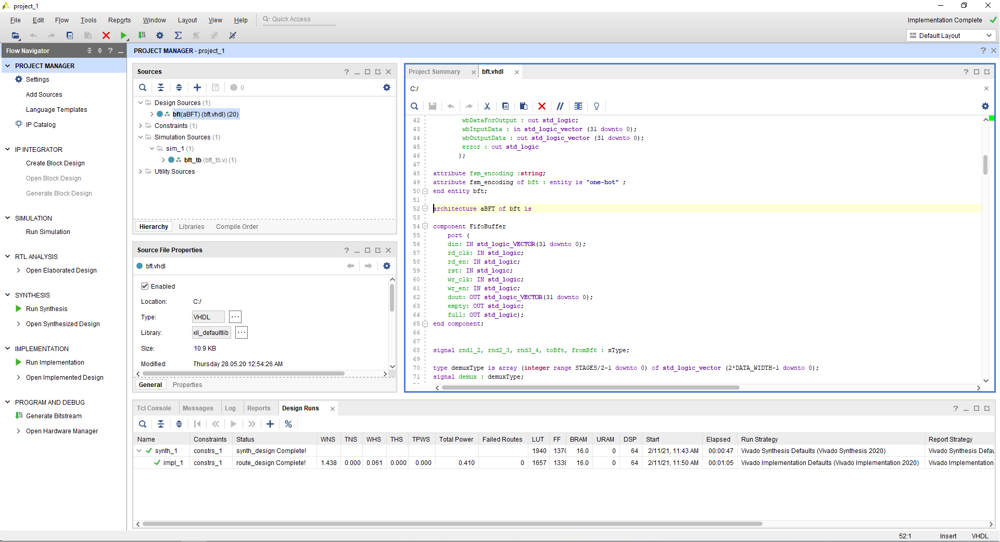 project_1
File Edit Flow Tools Reports Window Layout View Help Quick Access
Implementation Complete
Default Layout
Flow Navigator
PROJECT MANAGER
Settings
Add Sources
Language Templates
IP Catalog
IP INTEGRATOR
Create Block Design
Open Block Design
Generate Block Design
SIMULATION
Run Simulation
RTL ANALYSIS
Open Elaborated Design
SYNTHESIS
Run Synthesis
Open Synthesized Design
IMPLEMENTATION
Run Implementation
Open Implemented Design
PROGRAM AND DEBUG
Generate Bitstream
Open Hardware Manager
PROJECT MANAGER - project_1
Sources
0
Design Sources (1)
bft(aBFT) (bft.vhdl) (20)
Constraints (1)
Simulation Sources (1)
sim_1 (1)
bft_tb (bft_tb.v) (1)
Utility Sources
Hierarchy Libraries Compile Order
Source File Properties
bft.vhdl
Enabled
Location: C:/
Type: VHDL
Library: xil_defaultlib
Size: 10.9 KB
Modified: Thursday 28.05.20 12:54:26 AM
General Properties
Project Summary bft.vhdl
C:/
42 wbDataForOutput : out std_logic;
43 wbInputData : in std_logic_vector (31 downto 0);
44 wbOutputData : out std_logic_vector (31 downto 0);
45 error : out std_logic
46 );
47
48 attribute fsm_encoding :string;
49 attribute fsm_encoding of bft : entity is "one-hot" ;
50 end entity bft;
51
52 architecture aBFT of bft is
53
54 component FifoBuffer
55 port (
56 din: IN std_logic_VECTOR(31 downto 0);
57 rd_clk: IN std_logic;
58 rd_en: IN std_logic;
59 rst: IN std_logic;
60 wr_clk: IN std_logic;
61 wr_en: IN std_logic;
62 dout: OUT std_logic_VECTOR(31 downto 0);
63 empty: OUT std_logic;
64 full: OUT std_logic);
65 end component;
66
67
68 signal rnd1_2, rnd2_3, rnd3_4, toBft, fromBft : xType;
69
70 type demuxType is array (integer range STAGES/2-1 downto 0) of std_logic_vector (2*DATA_WIDTH-1 downto 0);
71 signal demux : demuxType;
Tcl Console Messages Log Reports Design Runs
Name Constraints Status WNS TNS WHS THS TPWS Total Power Failed Routes LUT FF BRAM URAM DSP Start Elapsed Run Strategy Report Strategy
synth_1 constrs_1 synth_design Complete! 1940 1370 16.0 0 64 2/11/21, 11:43 AM 00:00:47 Vivado Synthesis Defaults (Vivado Synthesis 2020) Vivado Synthesis Defau
impl_1 constrs_1 route_design Complete! 1.438 0.000 0.061 0.000 0.000 0.410 0 1657 1338 16.0 0 64 2/11/21, 11:50 AM 00:01:05 Vivado Implementation Defaults (Vivado Implementation 2020) Vivado Implementation
52:1 Insert VHDL